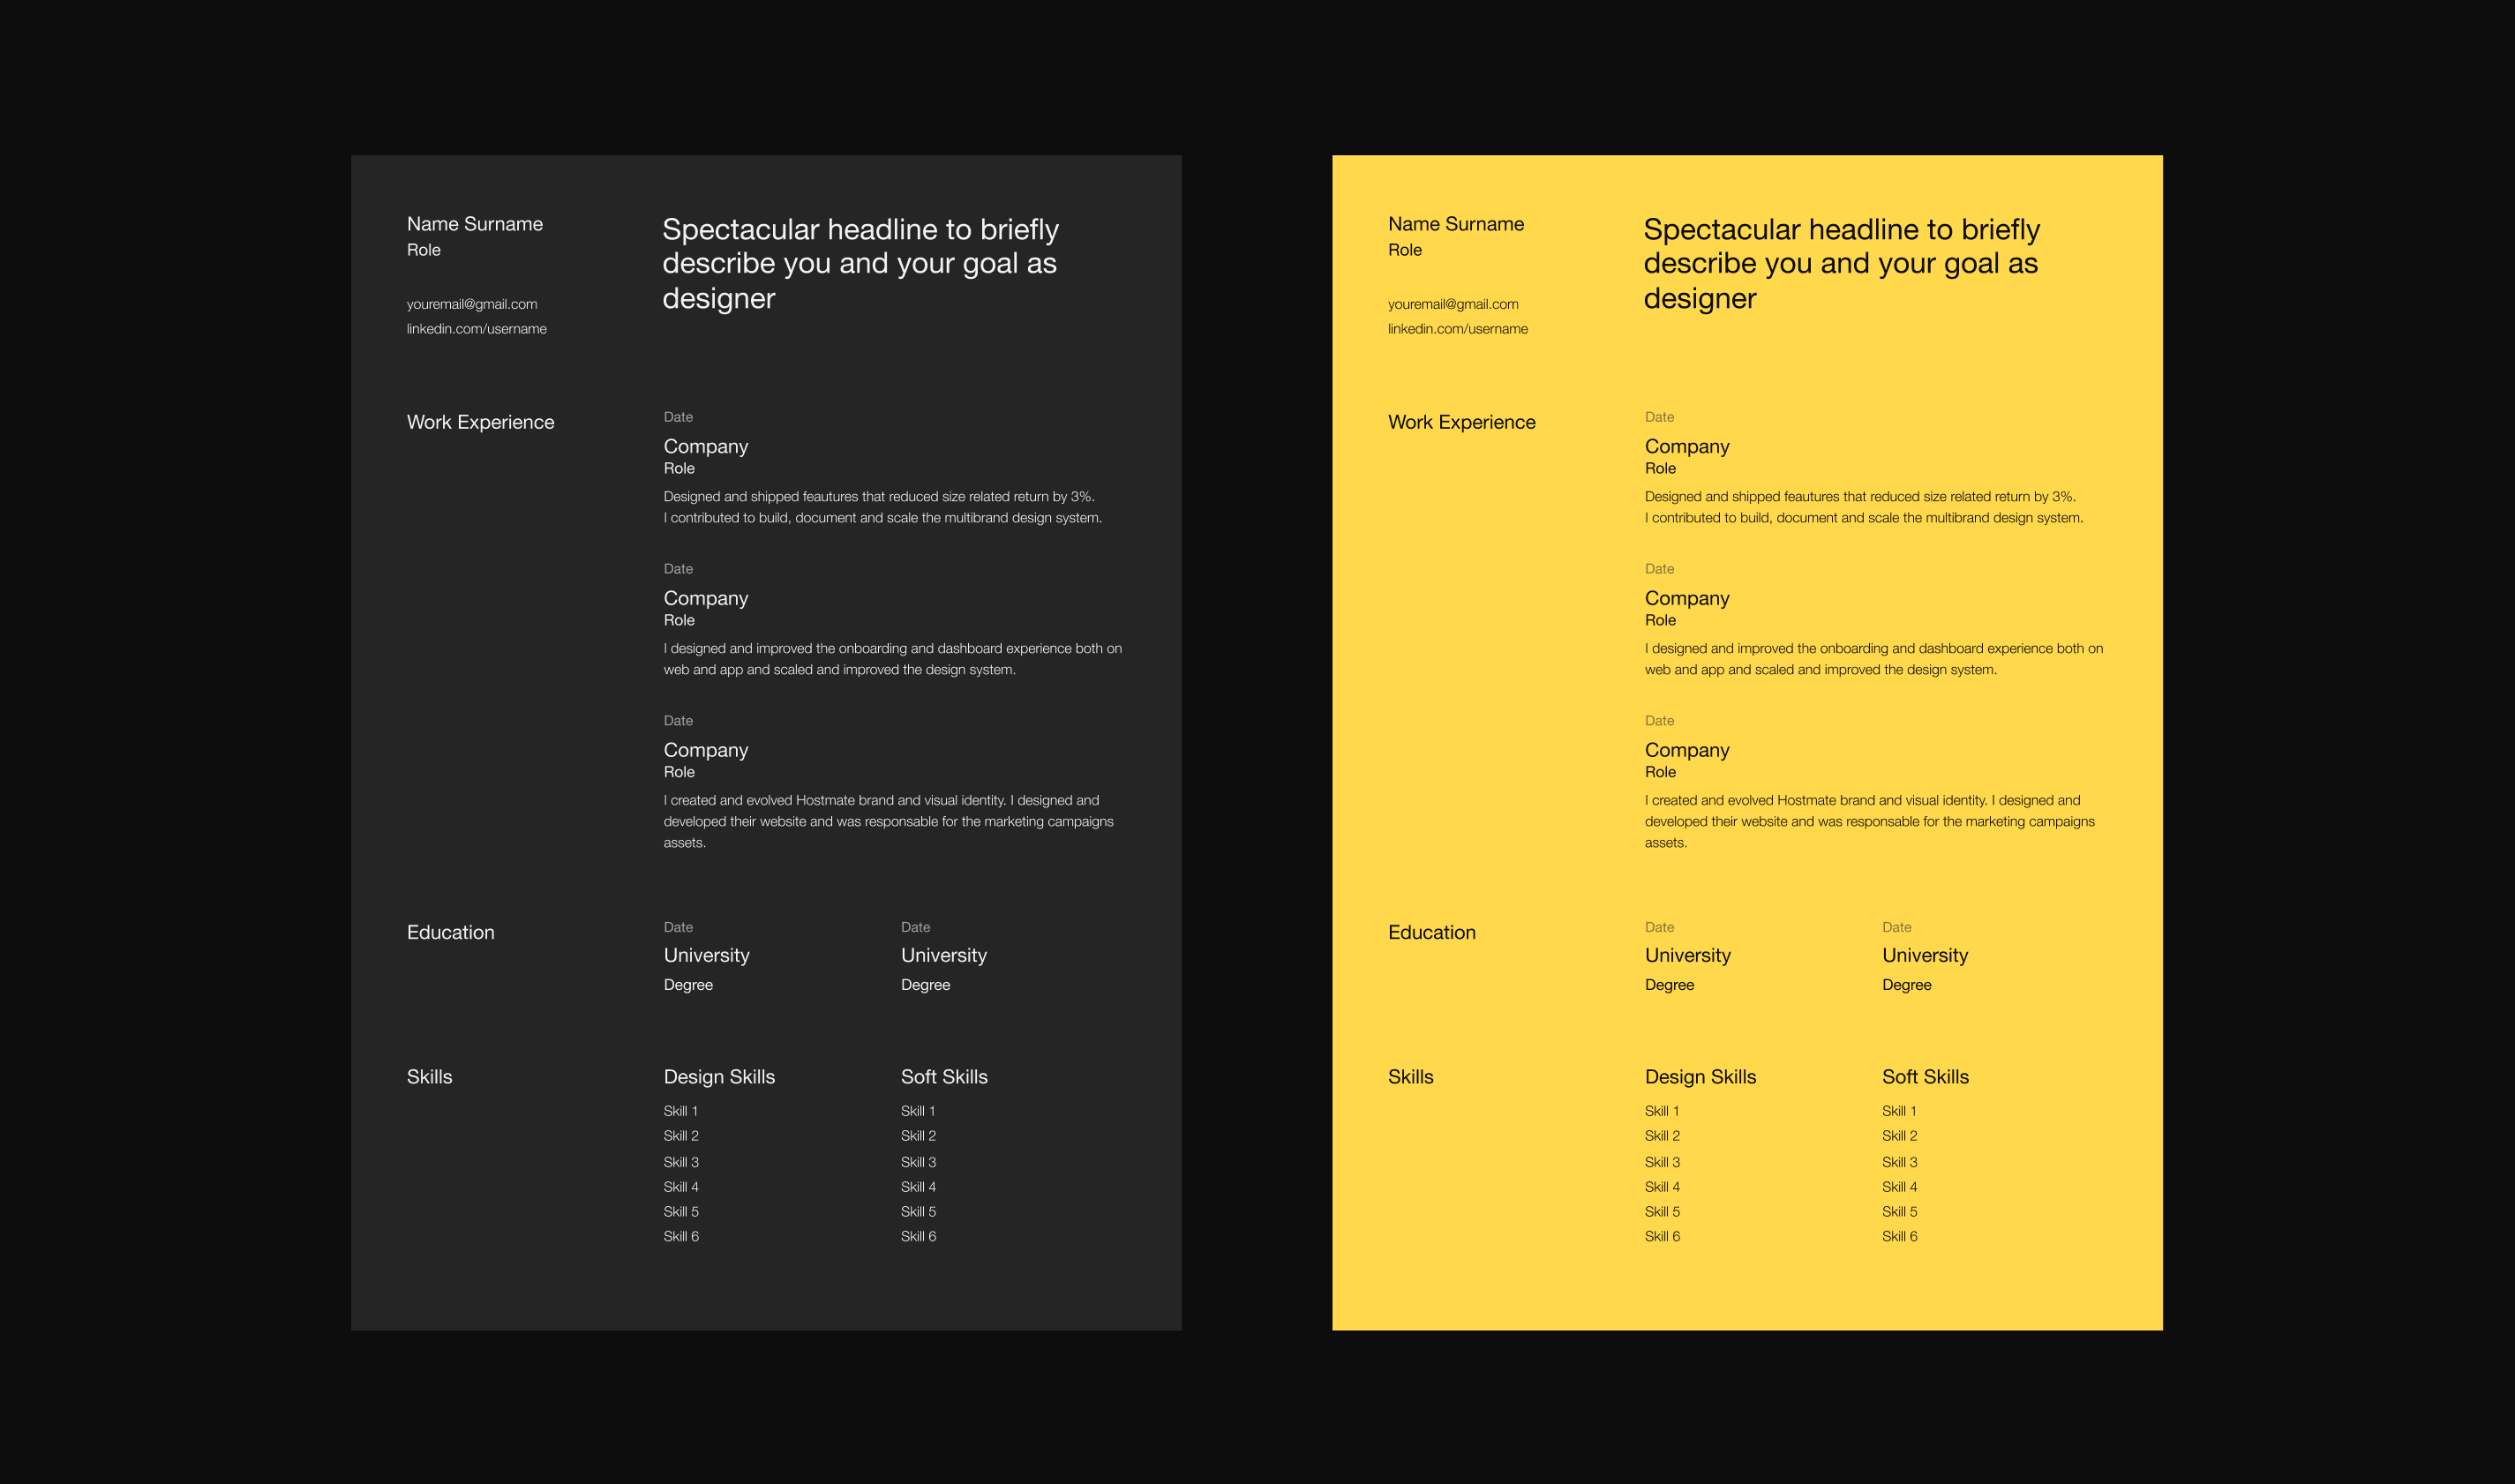 Name Surname
Role
youremail@gmail.com
linkedin.com/username
Spectacular headline to briefly
describe you and your goal as
designer
Work Experience
Date
Company
Role
Designed and shipped feautures that reduced size related return by 3%.
I contributed to build, document and scale the multibrand design system.
Date
Company
Role
I designed and improved the onboarding and dashboard experience both on
web and app and scaled and improved the design system.
Date
Company
Role
I created and evolved Hostmate brand and visual identity. I designed and
developed their website and was responsable for the marketing campaigns
assets.
Education
Date
University
Degree
Date
University
Degree
Skills
Design Skills
Skill 1
Skill 2
Skill 3
Skill 4
Skill 5
Skill 6
Soft Skills
Skill 1
Skill 2
Skill 3
Skill 4
Skill 5
Skill 6
Name Surname
Role
youremail@gmail.com
linkedin.com/username
Spectacular headline to briefly
describe you and your goal as
designer
Work Experience
Date
Company
Role
Designed and shipped feautures that reduced size related return by 3%.
I contributed to build, document and scale the multibrand design system.
Date
Company
Role
I designed and improved the onboarding and dashboard experience both on
web and app and scaled and improved the design system.
Date
Company
Role
I created and evolved Hostmate brand and visual identity. I designed and
developed their website and was responsable for the marketing campaigns
assets.
Education
Date
University
Degree
Date
University
Degree
Skills
Design Skills
Skill 1
Skill 2
Skill 3
Skill 4
Skill 5
Skill 6
Soft Skills
Skill 1
Skill 2
Skill 3
Skill 4
Skill 5
Skill 6